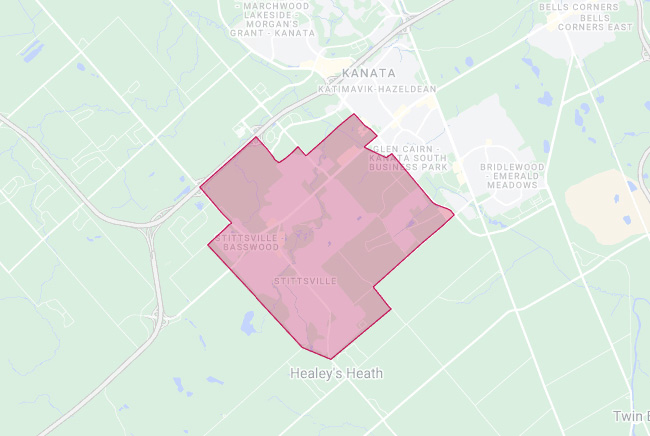 - MARCHWOOD
LAKESIDE -
MORGAN'S
GRANT - KANATA
BELLS CORNERS
BELLS
CORNERS EAST
KANATA
KATIMAVIK-HAZELDEAN
GLEN CAIRN -
KANATA SOUTH
BUSINESS PARK
BRIDLEWOOD
- EMERALD
MEADOWS
STITTSVILLE -
BASSWOOD
STITTSVILLE
Healey's Heath
Twin E